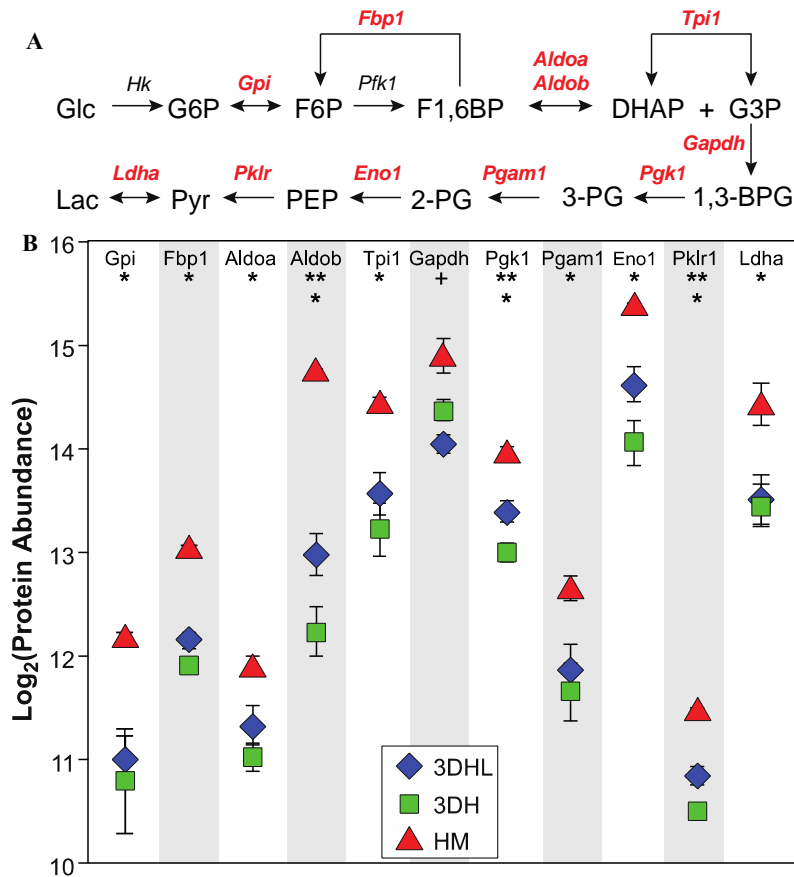 A
Fbp1
Tpi1
Hk
Gpi
Pfk1
Aldoa
Aldob
Glc G6P F6P F1,6BP DHAP + G3P
Gapdh
Ldha Pklr Eno1 Pgam1 Pgk1
Lac Pyr PEP 2-PG 3-PG 1,3-BPG
B
16
Gpi Fbp1 Aldoa Aldob Tpi1 Gapdh Pgk1 Pgam1 Eno1 Pklr1 Ldha
* * * ** * + ** * * ** *
* * *
15
14
13
12
11
10
Log2(Protein Abundance)
3DHL
3DH
HM